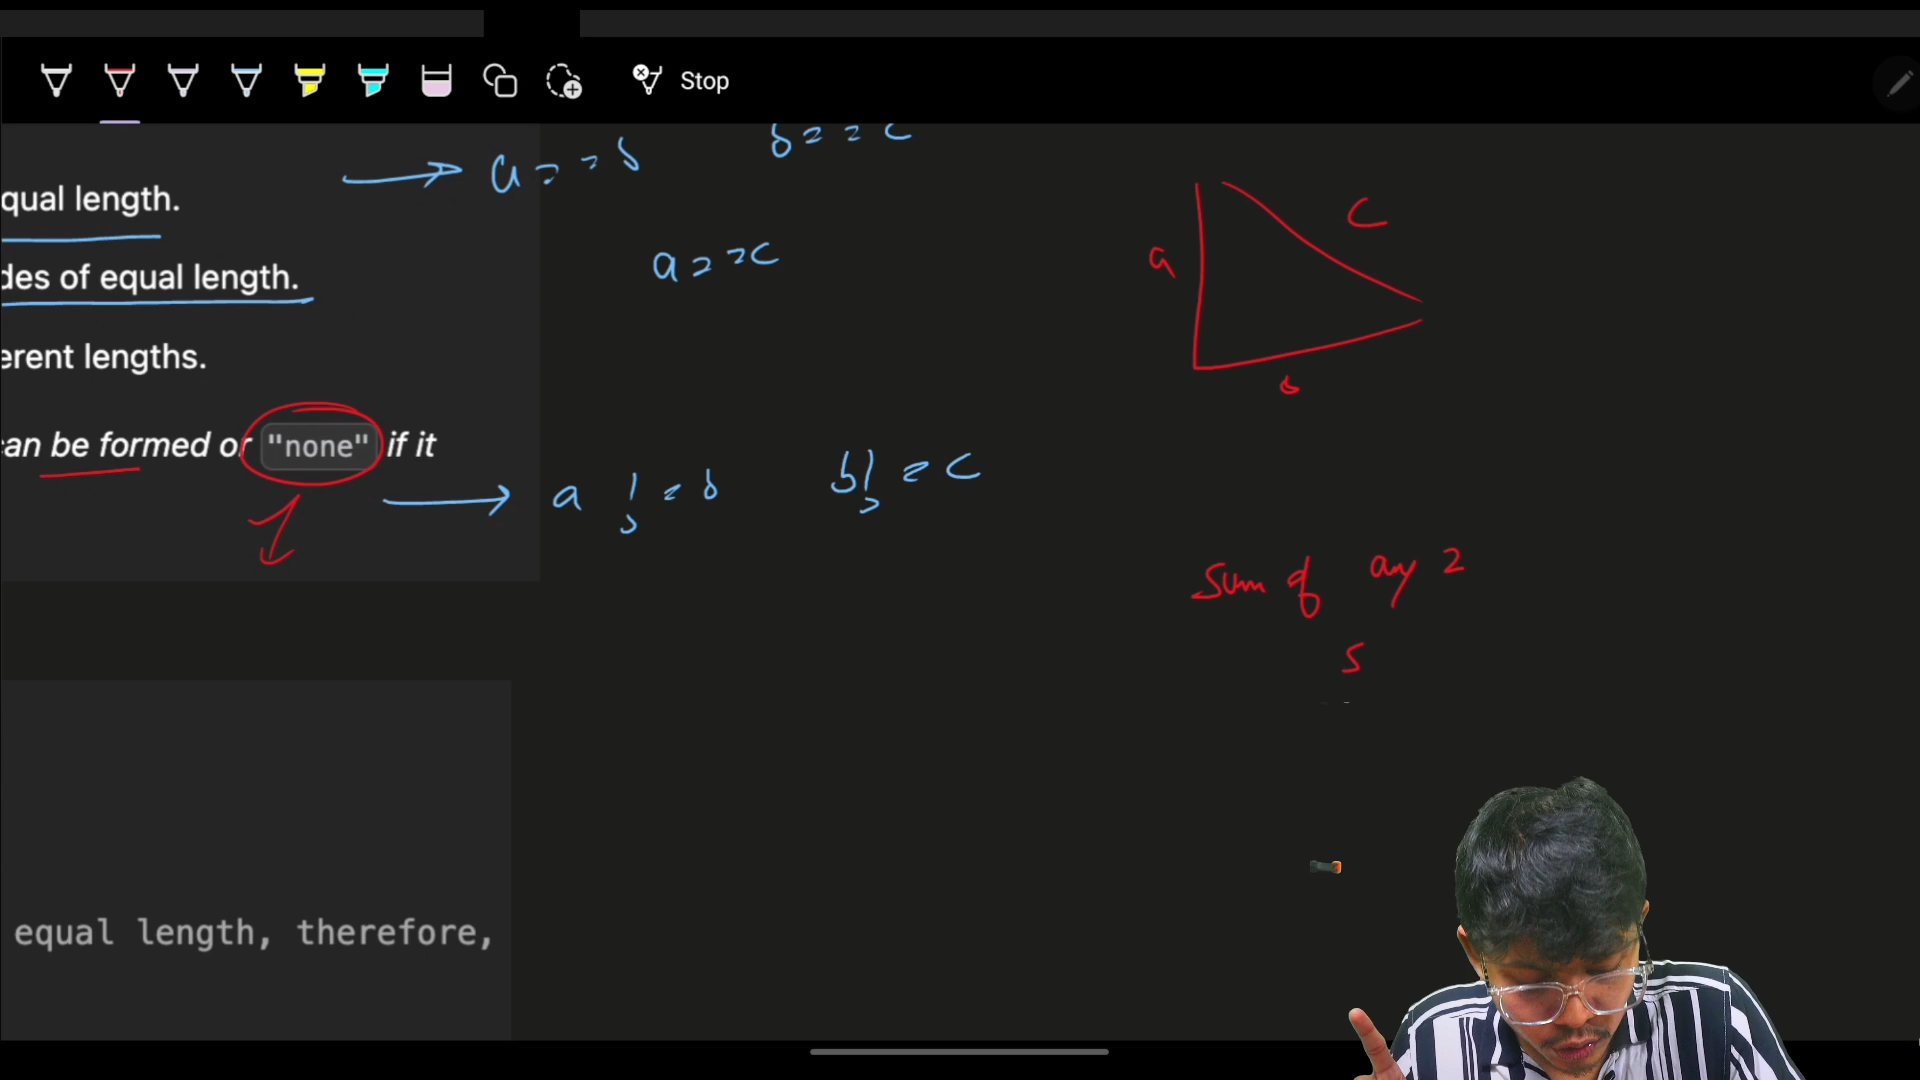 Stop
a == b b == c
qual length.
a == c
c
a
des of equal length.
erent lengths.
b
an be formed or "none" if it
a != b b != c
Sum of any 2
s
equal length, therefore,